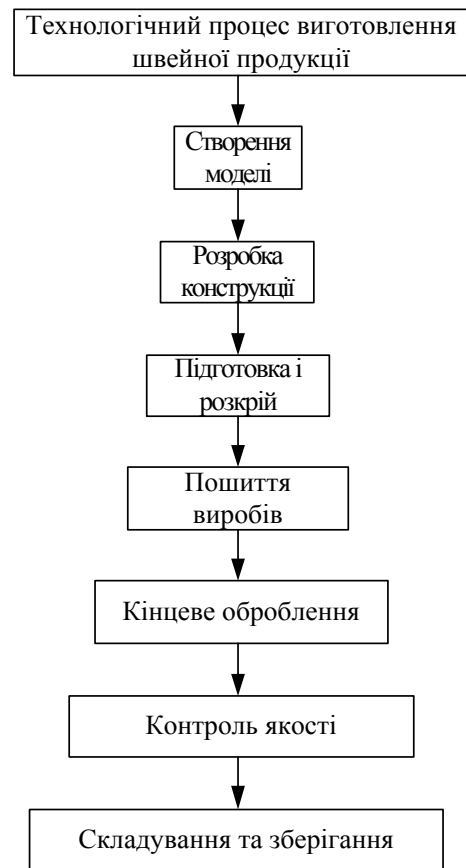 Технологічний процес виготовлення
швейної продукції
Створення
моделі
Розробка
конструкції
Підготовка і
розкрій
Пошиття
виробів
Кінцеве оброблення
Контроль якості
Складування та зберігання